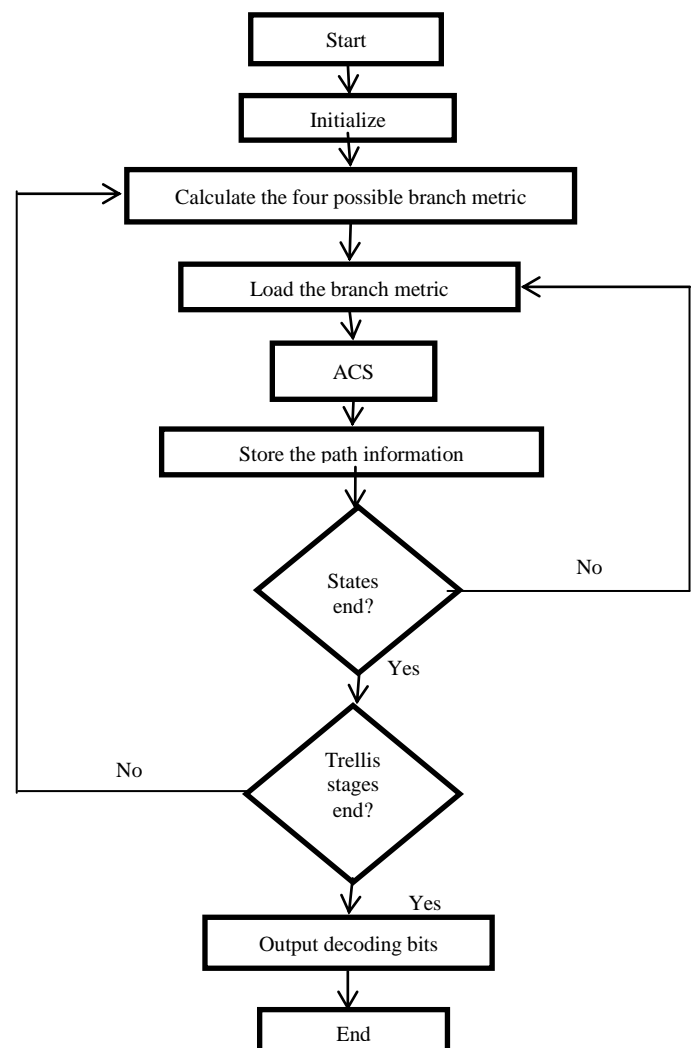 Start
Initialize
Calculate the four possible branch metric
Load the branch metric
ACS
Store the path information
States
end?
No
Yes
Trellis
stages
end?
No
Yes
Output decoding bits
End